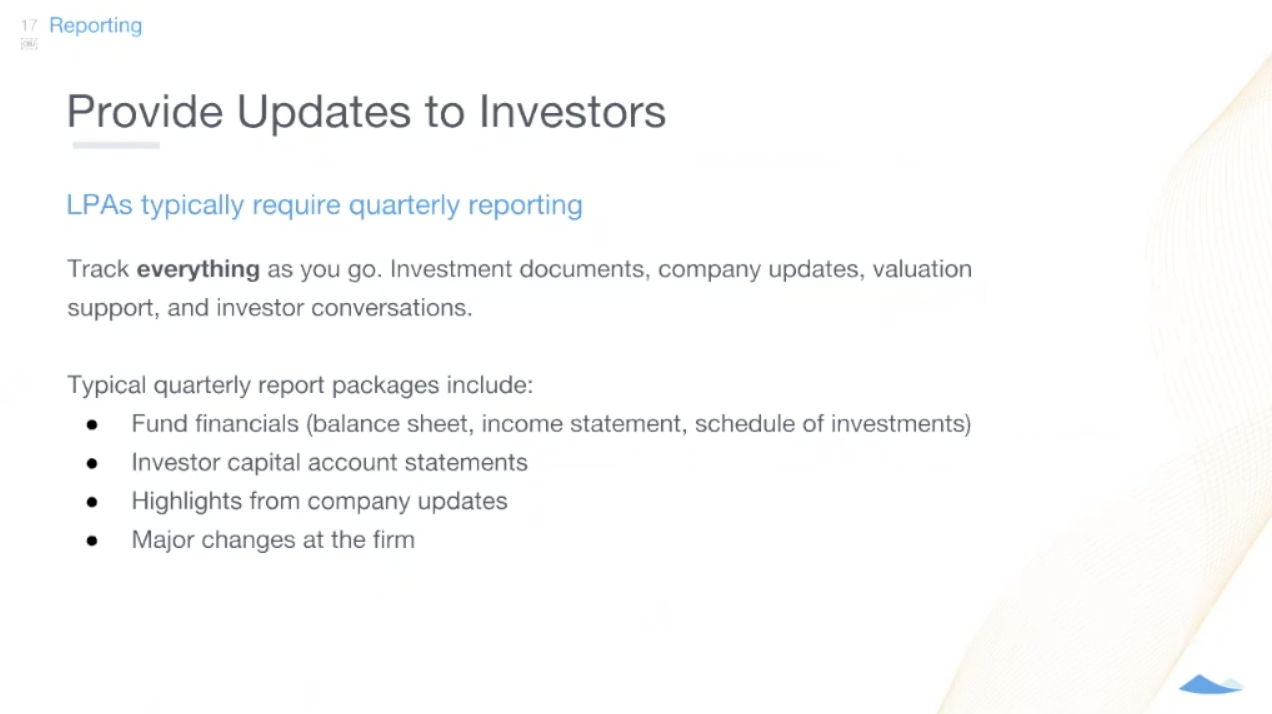 17 Reporting
Provide Updates to Investors
LPAs typically require quarterly reporting
Track everything as you go. Investment documents, company updates, valuation
support, and investor conversations.
Typical quarterly report packages include:
● Fund financials (balance sheet, income statement, schedule of investments)
● Investor capital account statements
● Highlights from company updates
● Major changes at the firm